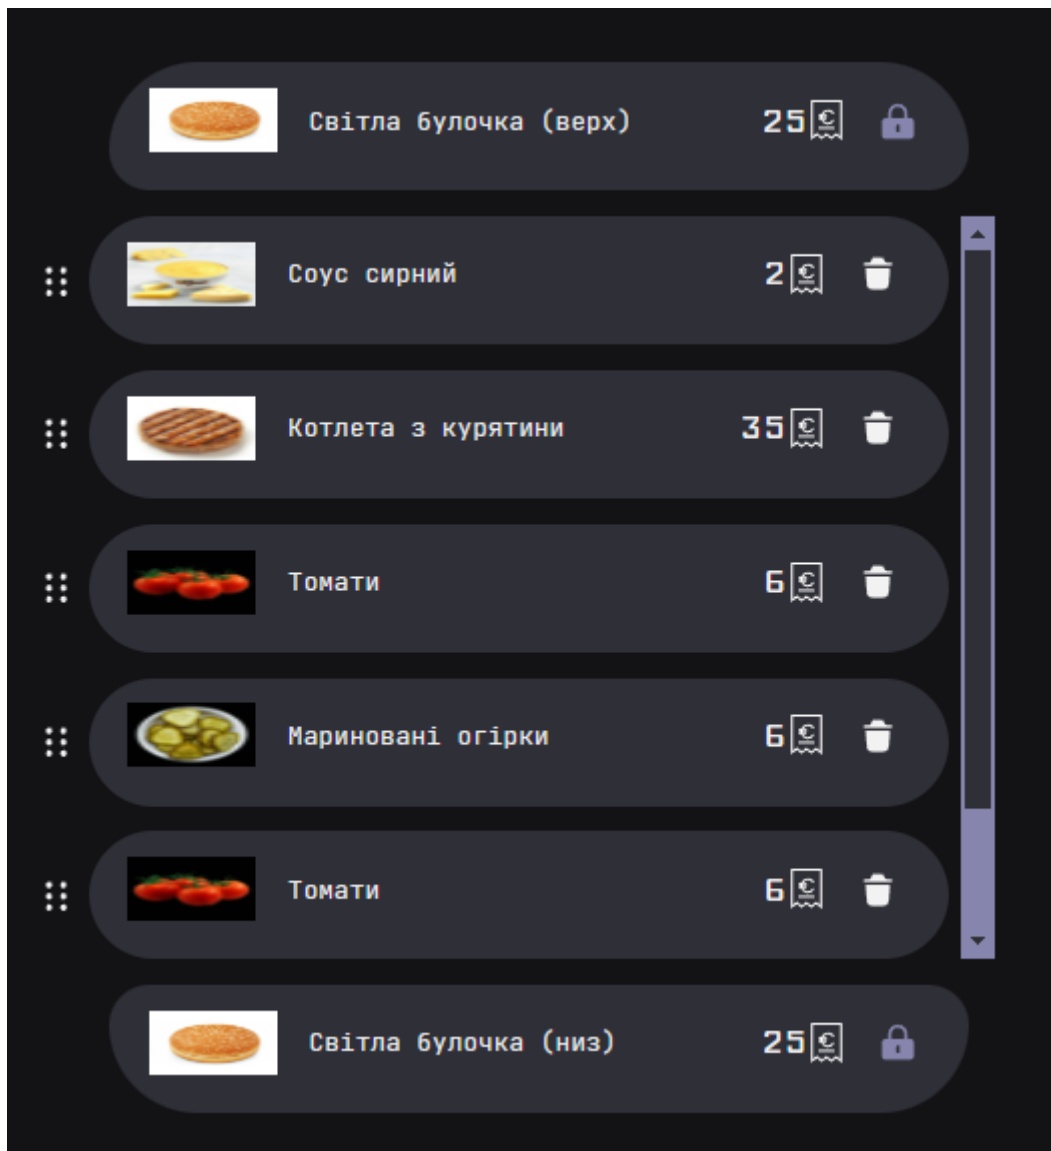 Світла булочка (верх) 25
Соус сирний 2
Котлета з курятини 35
Томати 6
Мариновані огірки 6
Томати 6
Світла булочка (низ) 25